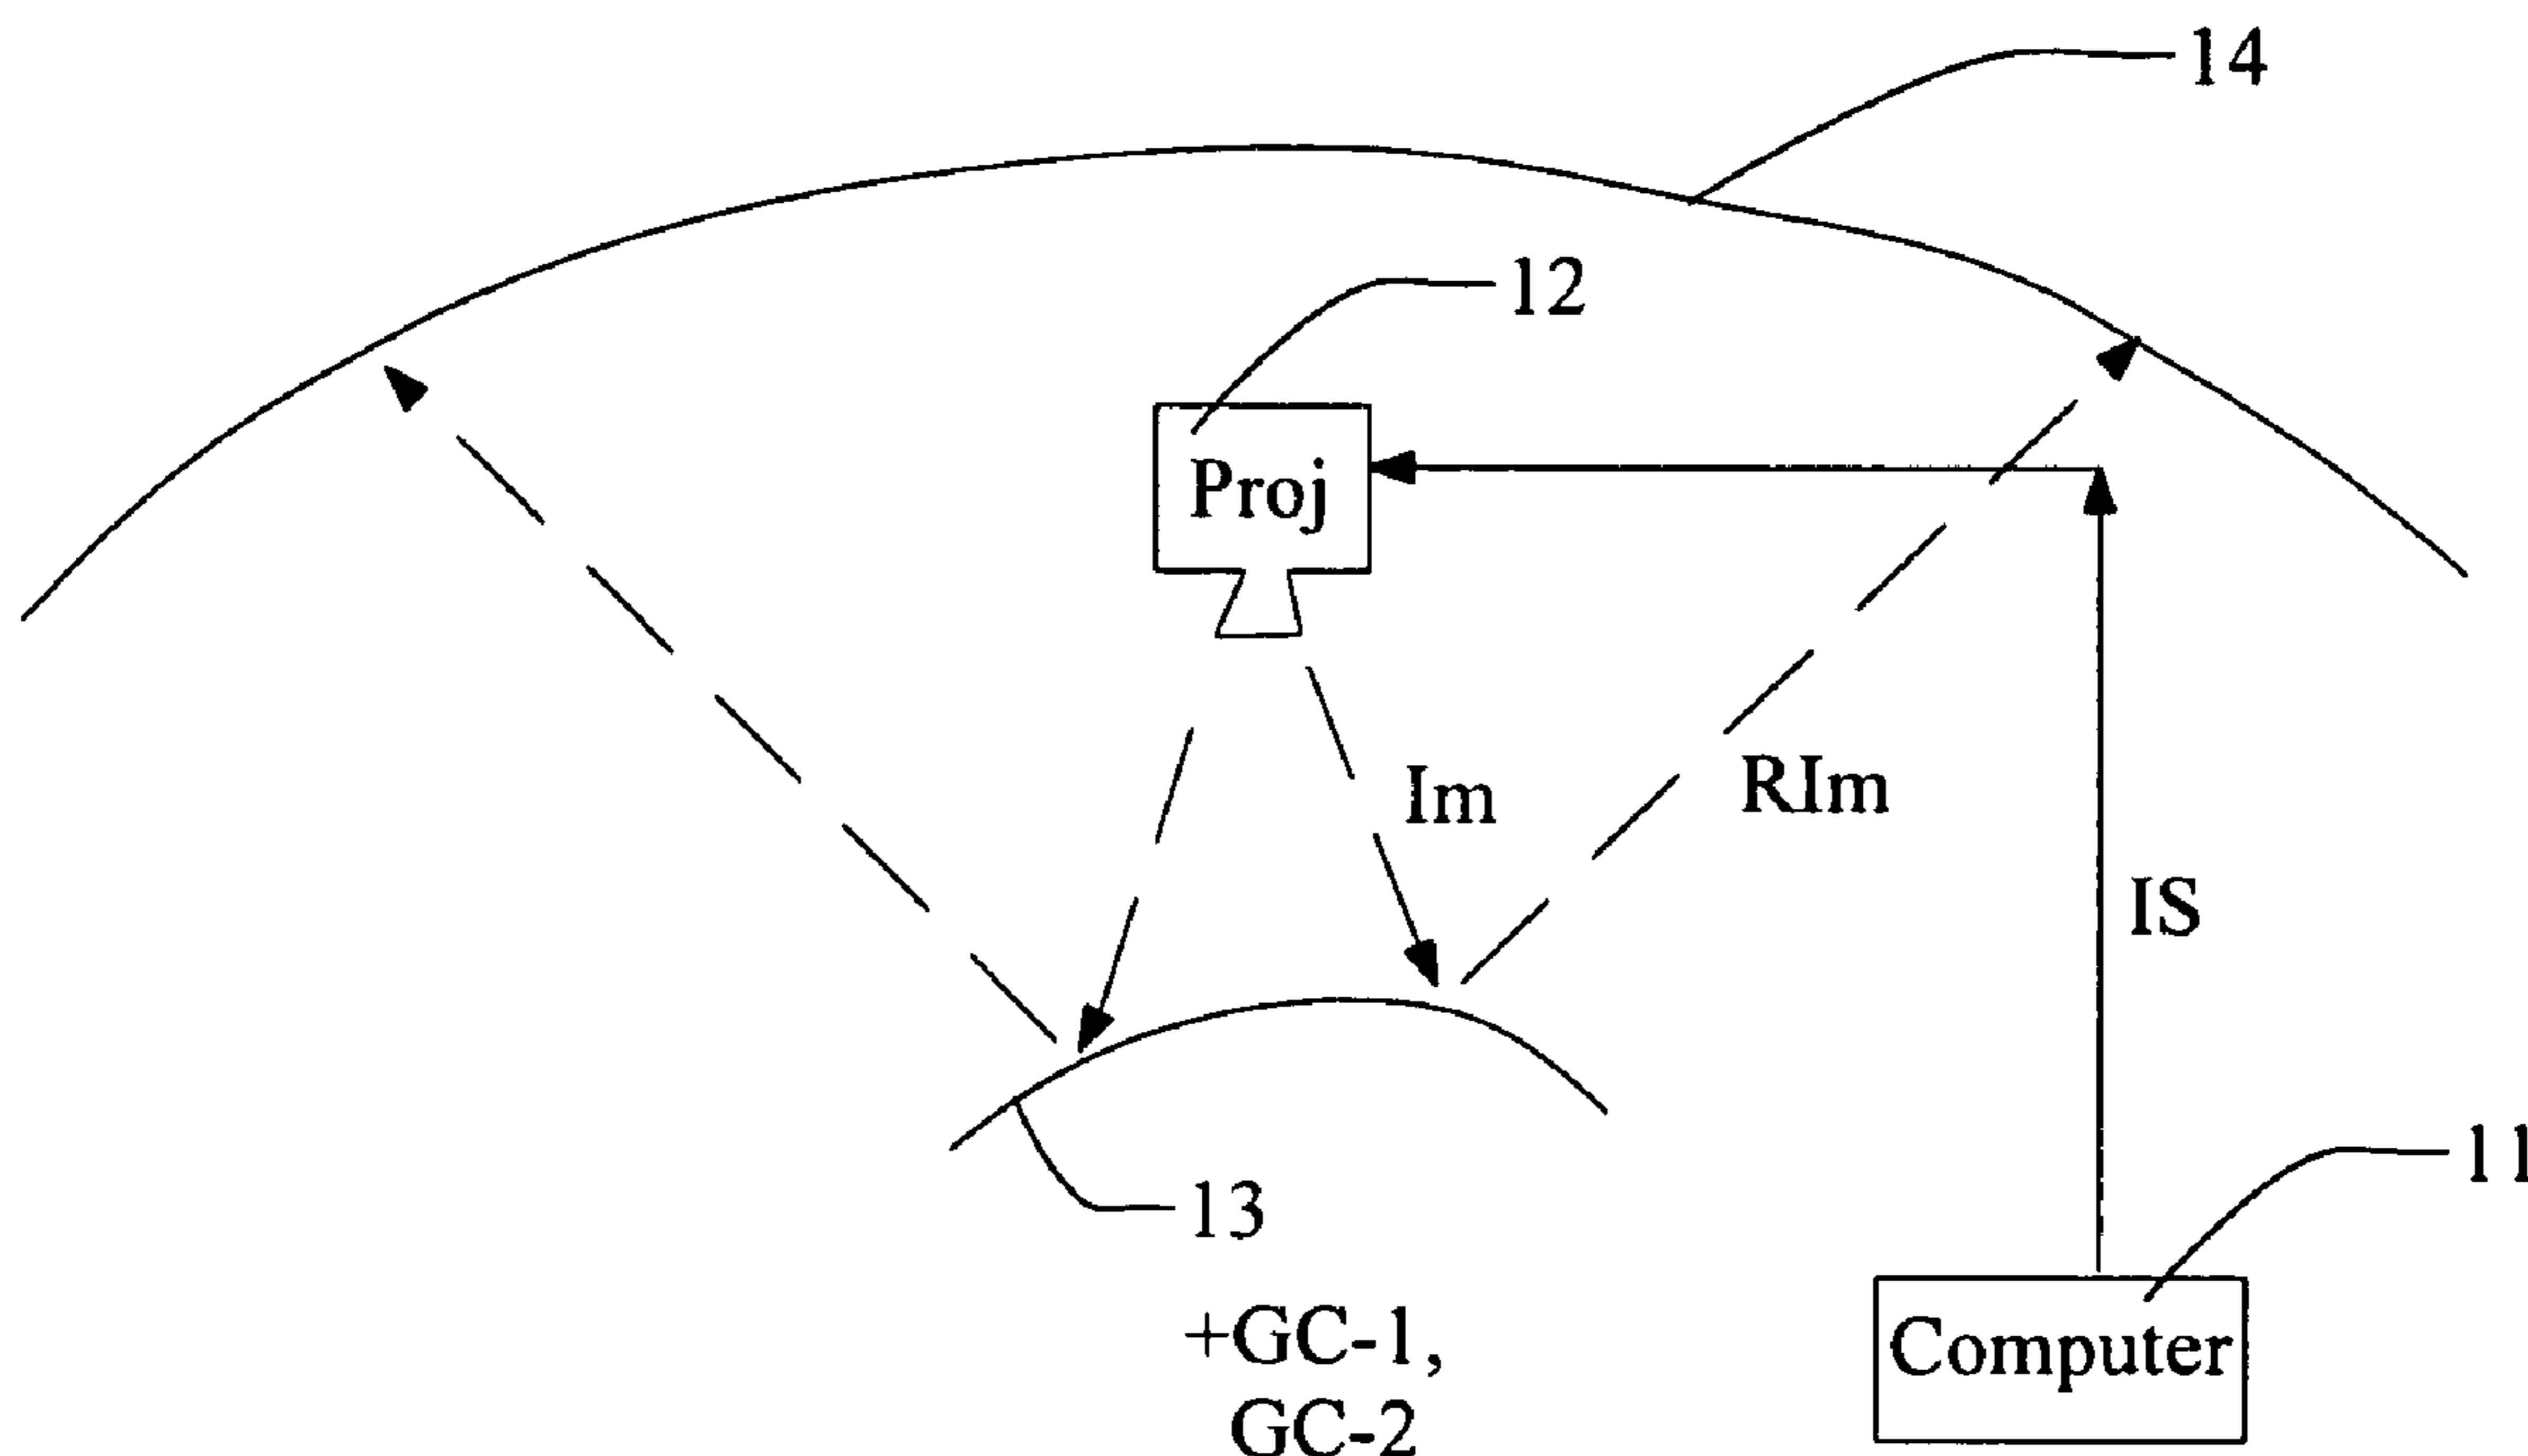 14
12
Proj
Im
RIm
IS
11
13
+GC-1,
GC-2
Computer